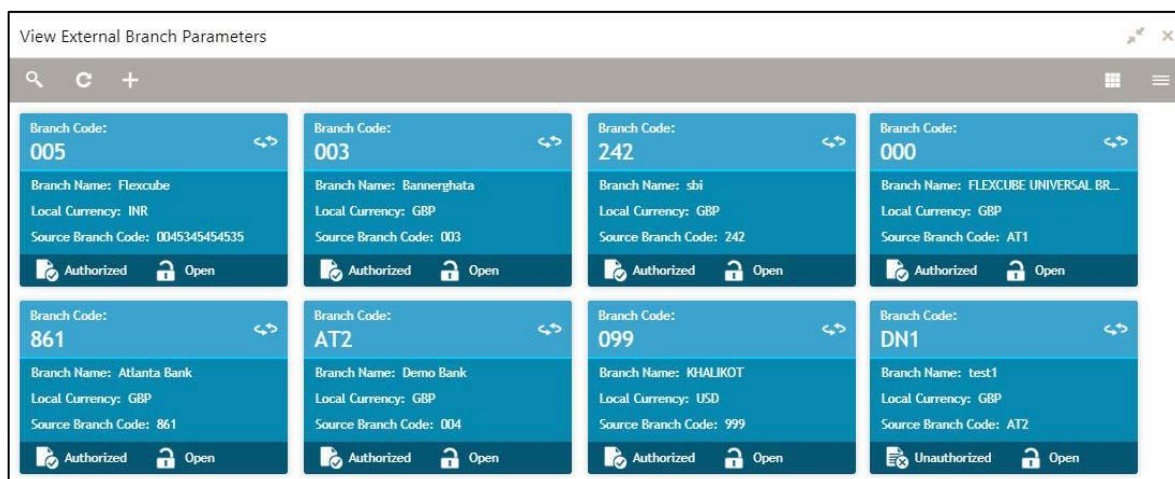 View External Branch Parameters
Branch Code:
005
Branch Name: Flexcube
Local Currency: INR
Source Branch Code: 0045345454535
Authorized Open
Branch Code:
003
Branch Name: Bannerghata
Local Currency: GBP
Source Branch Code: 003
Authorized Open
Branch Code:
242
Branch Name: sbi
Local Currency: GBP
Source Branch Code: 242
Authorized Open
Branch Code:
000
Branch Name: FLEXCUBE UNIVERSAL BR...
Local Currency: GBP
Source Branch Code: AT1
Authorized Open
Branch Code:
861
Branch Name: Atlanta Bank
Local Currency: GBP
Source Branch Code: 861
Authorized Open
Branch Code:
AT2
Branch Name: Demo Bank
Local Currency: GBP
Source Branch Code: 004
Authorized Open
Branch Code:
099
Branch Name: KHALIKOT
Local Currency: USD
Source Branch Code: 999
Authorized Open
Branch Code:
DN1
Branch Name: test1
Local Currency: GBP
Source Branch Code: AT2
Unauthorized Open